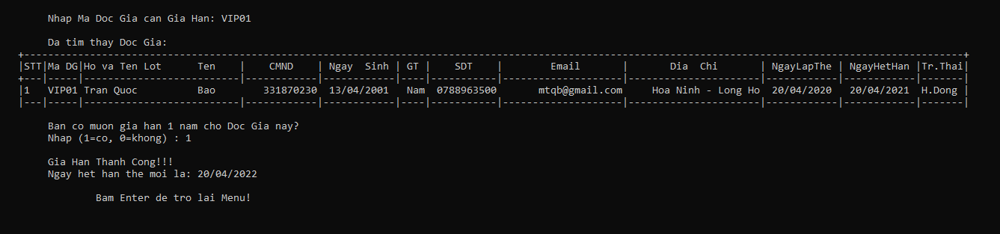 Nhap Ma Doc Gia can Gia Han: VIP01
Da tim thay Doc Gia:
|STT|Ma DG|Ho va Ten Lot Ten | CMND | Ngay Sinh | GT | SDT | Email | Dia Chi | NgayLapThe | NgayHetHan |Tr.Thai|
|1 |VIP01|Tran Quoc Bao | 331870230 | 13/04/2001 | Nam | 0788963500 | mtqb@gmail.com | Hoa Ninh - Long Ho | 20/04/2020 | 20/04/2021 |H.Dong |
Ban co muon gia han 1 nam cho Doc Gia nay?
Nhap (1=co, 0=khong) : 1
Gia Han Thanh Cong!!!
Ngay het han the moi la: 20/04/2022
Bam Enter de tro lai Menu!